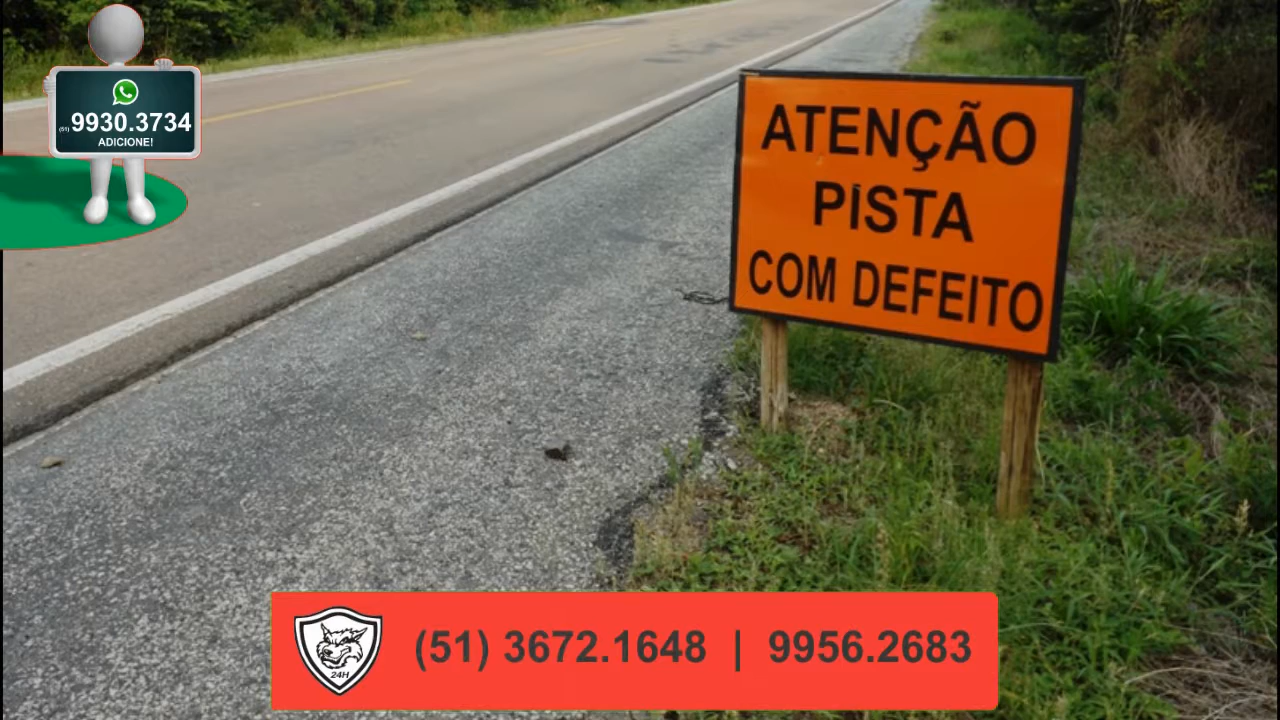 (51) 9930.3734
ADICIONE!
ATENÇÃO
PISTA
COM DEFEITO
24H
(51) 3672.1648 | 9956.2683